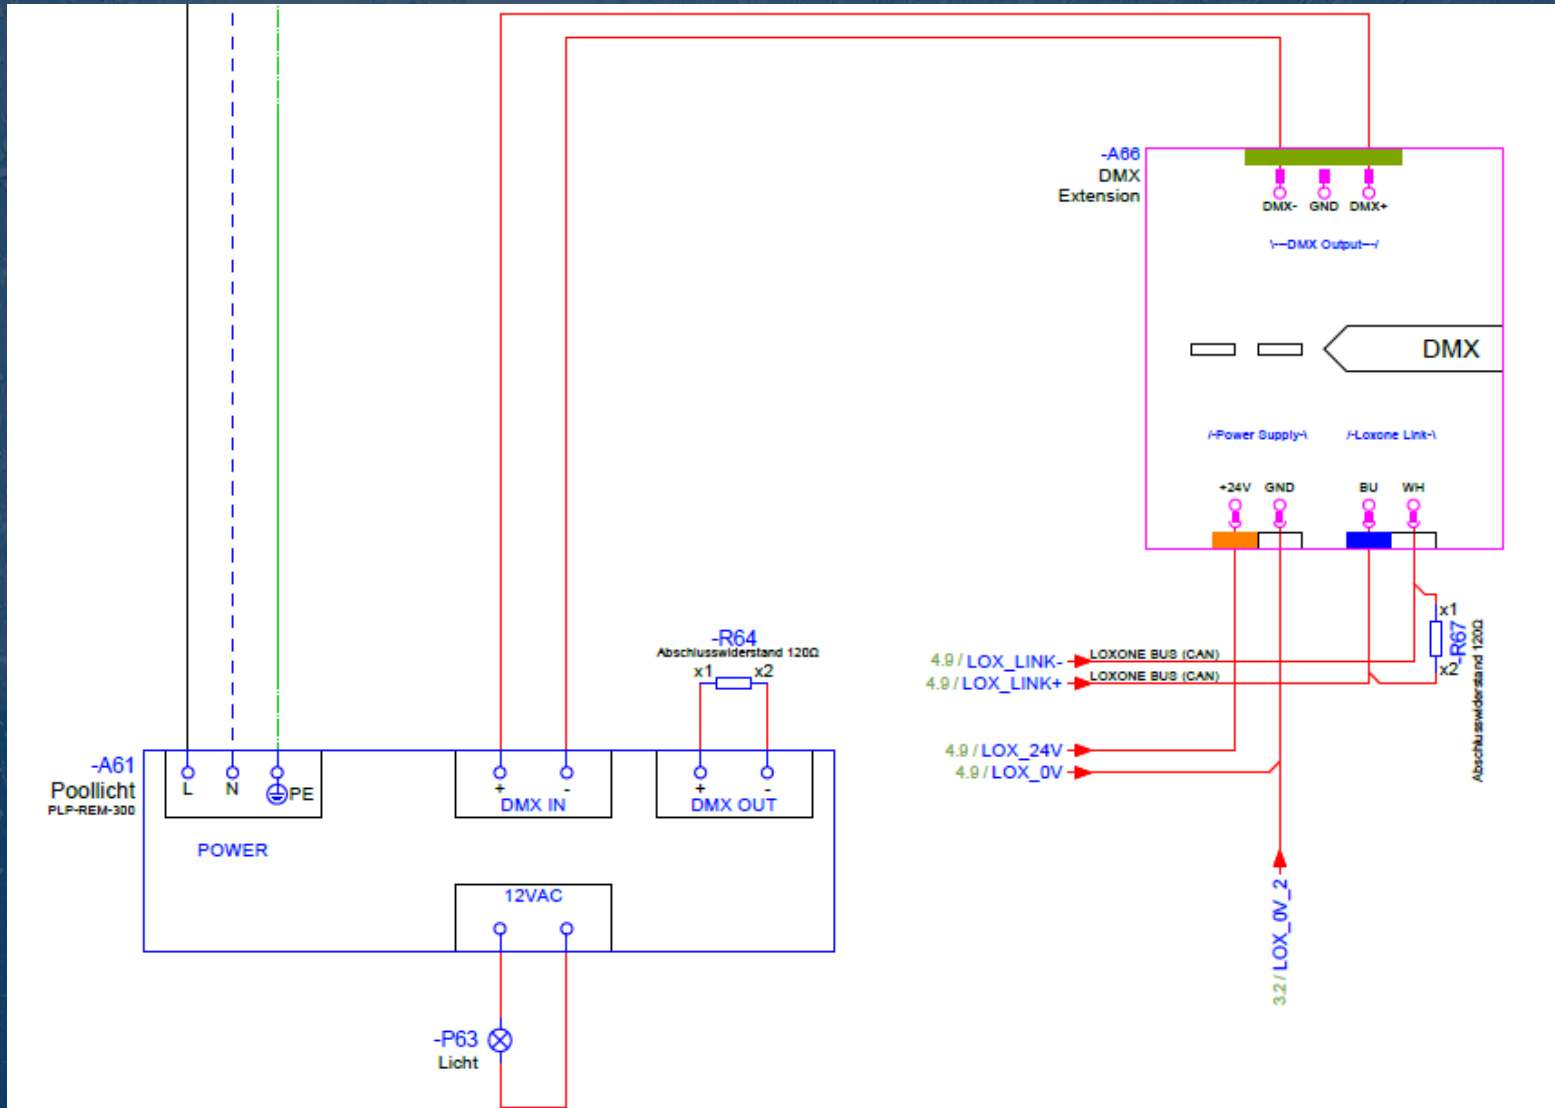 -A66
DMX
Extension
DMX-
GND
DMX+
\---DMX Output---/
DMX
/-Power Supply-\
/-Loxone Link-\
+24V
GND
BU
WH
-R64
Abschlusswiderstand 120Ω
x1
x2
4.9 / LOX_LINK-
LOXONE BUS (CAN)
4.9 / LOX_LINK+
LOXONE BUS (CAN)
x1
-R67
x2
Abschlusswiderstand 120Ω
4.9 / LOX_24V
4.9 / LOX_0V
3.2 / LOX_0V_2
-A61
Poollicht
PLP-REM-300
L
N
PE
POWER
+
-
DMX IN
+
-
DMX OUT
12VAC
-P63
Licht